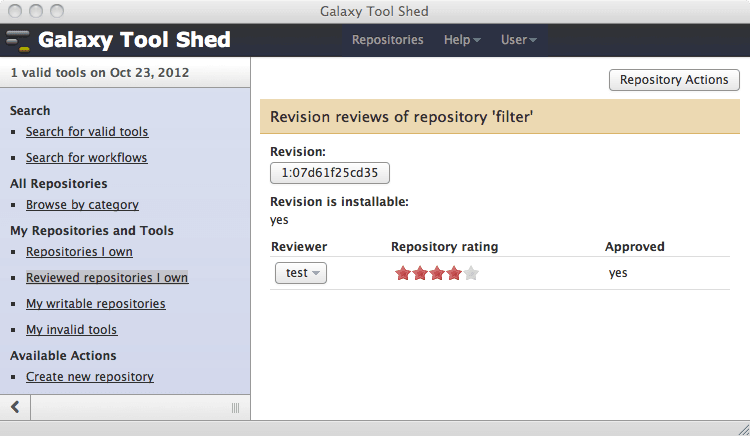 Galaxy Tool Shed
Galaxy Tool Shed
Repositories Help User
1 valid tools on Oct 23, 2012
Search
Search for valid tools
Search for workflows
All Repositories
Browse by category
My Repositories and Tools
Repositories I own
Reviewed repositories I own
My writable repositories
My invalid tools
Available Actions
Create new repository
Repository Actions
Revision reviews of repository 'filter'
Revision:
1:07d61f25cd35
Revision is installable:
yes
Reviewer Repository rating Approved
test yes